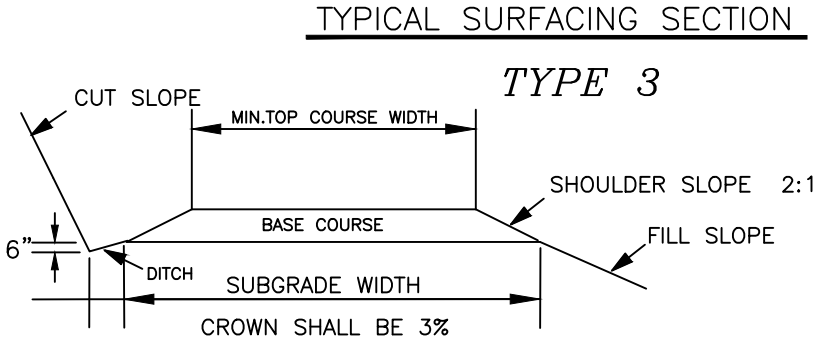 TYPICAL SURFACING SECTION
TYPE 3
CUT SLOPE
MIN.TOP COURSE WIDTH
SHOULDER SLOPE 2:1
BASE COURSE
FILL SLOPE
6"
DITCH
SUBGRADE WIDTH
CROWN SHALL BE 3%